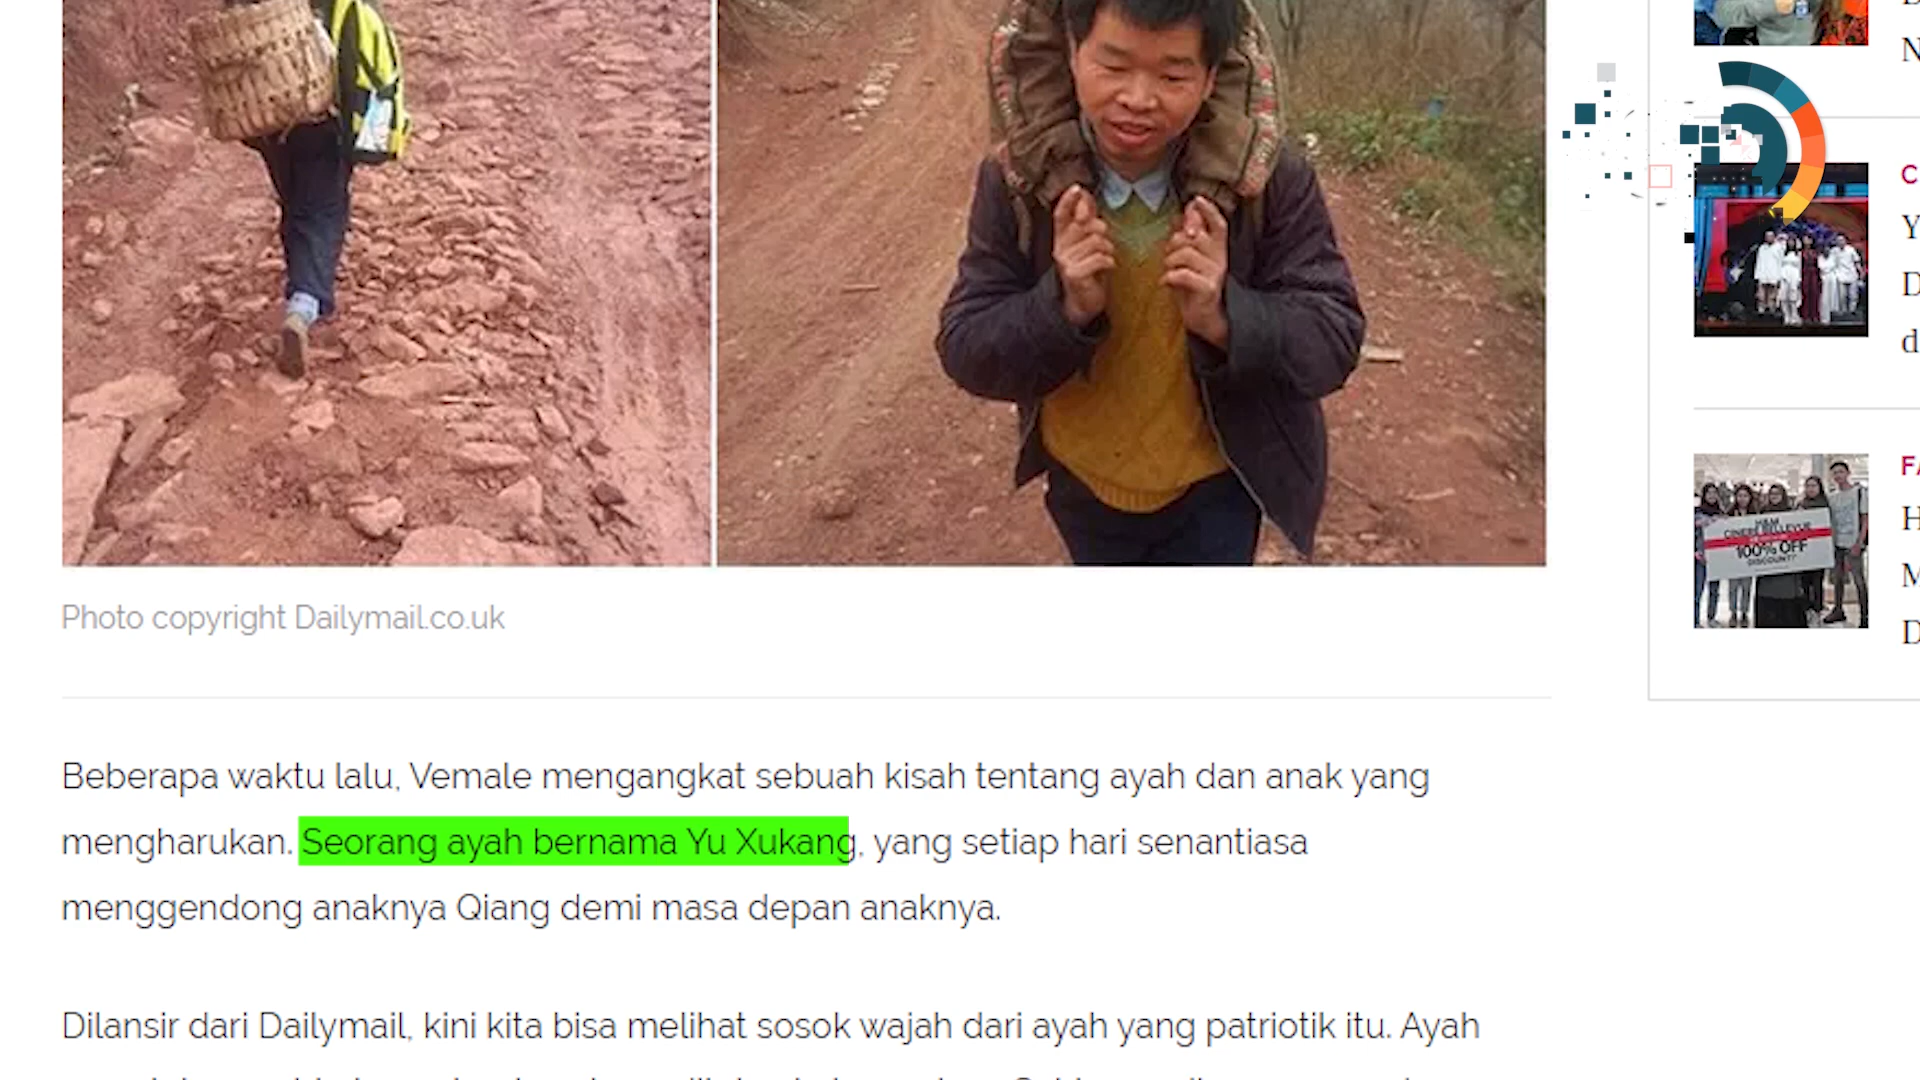 Photo copyright Dailymail.co.uk
Beberapa waktu lalu, Vemale mengangkat sebuah kisah tentang ayah dan anak yang
mengharukan. Seorang ayah bernama Yu Xukang, yang setiap hari senantiasa
menggendong anaknya Qiang demi masa depan anaknya.
Dilansir dari Dailymail, kini kita bisa melihat sosok wajah dari ayah yang patriotik itu. Ayah
N
C
Y
D
d
FA
H
M
D
H&M
100% OFF
DISCOUNT*